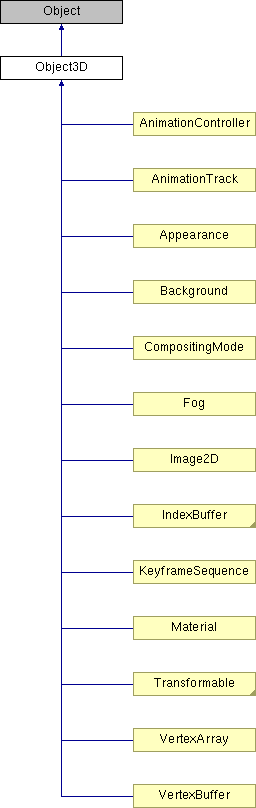 Object
Object3D
AnimationController
AnimationTrack
Appearance
Background
CompositingMode
Fog
Image2D
IndexBuffer
KeyframeSequence
Material
Transformable
VertexArray
VertexBuffer